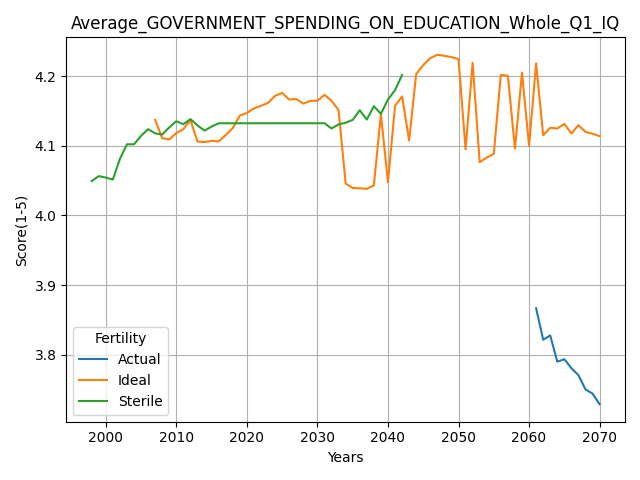 Average_GOVERNMENT_SPENDING_ON_EDUCATION_Whole_Q1_IQ
4.2
4.1
4.0
3.9
3.8
Score(1-5)
Fertility
Actual
Ideal
Sterile
2000 2010 2020 2030 2040 2050 2060 2070
Years